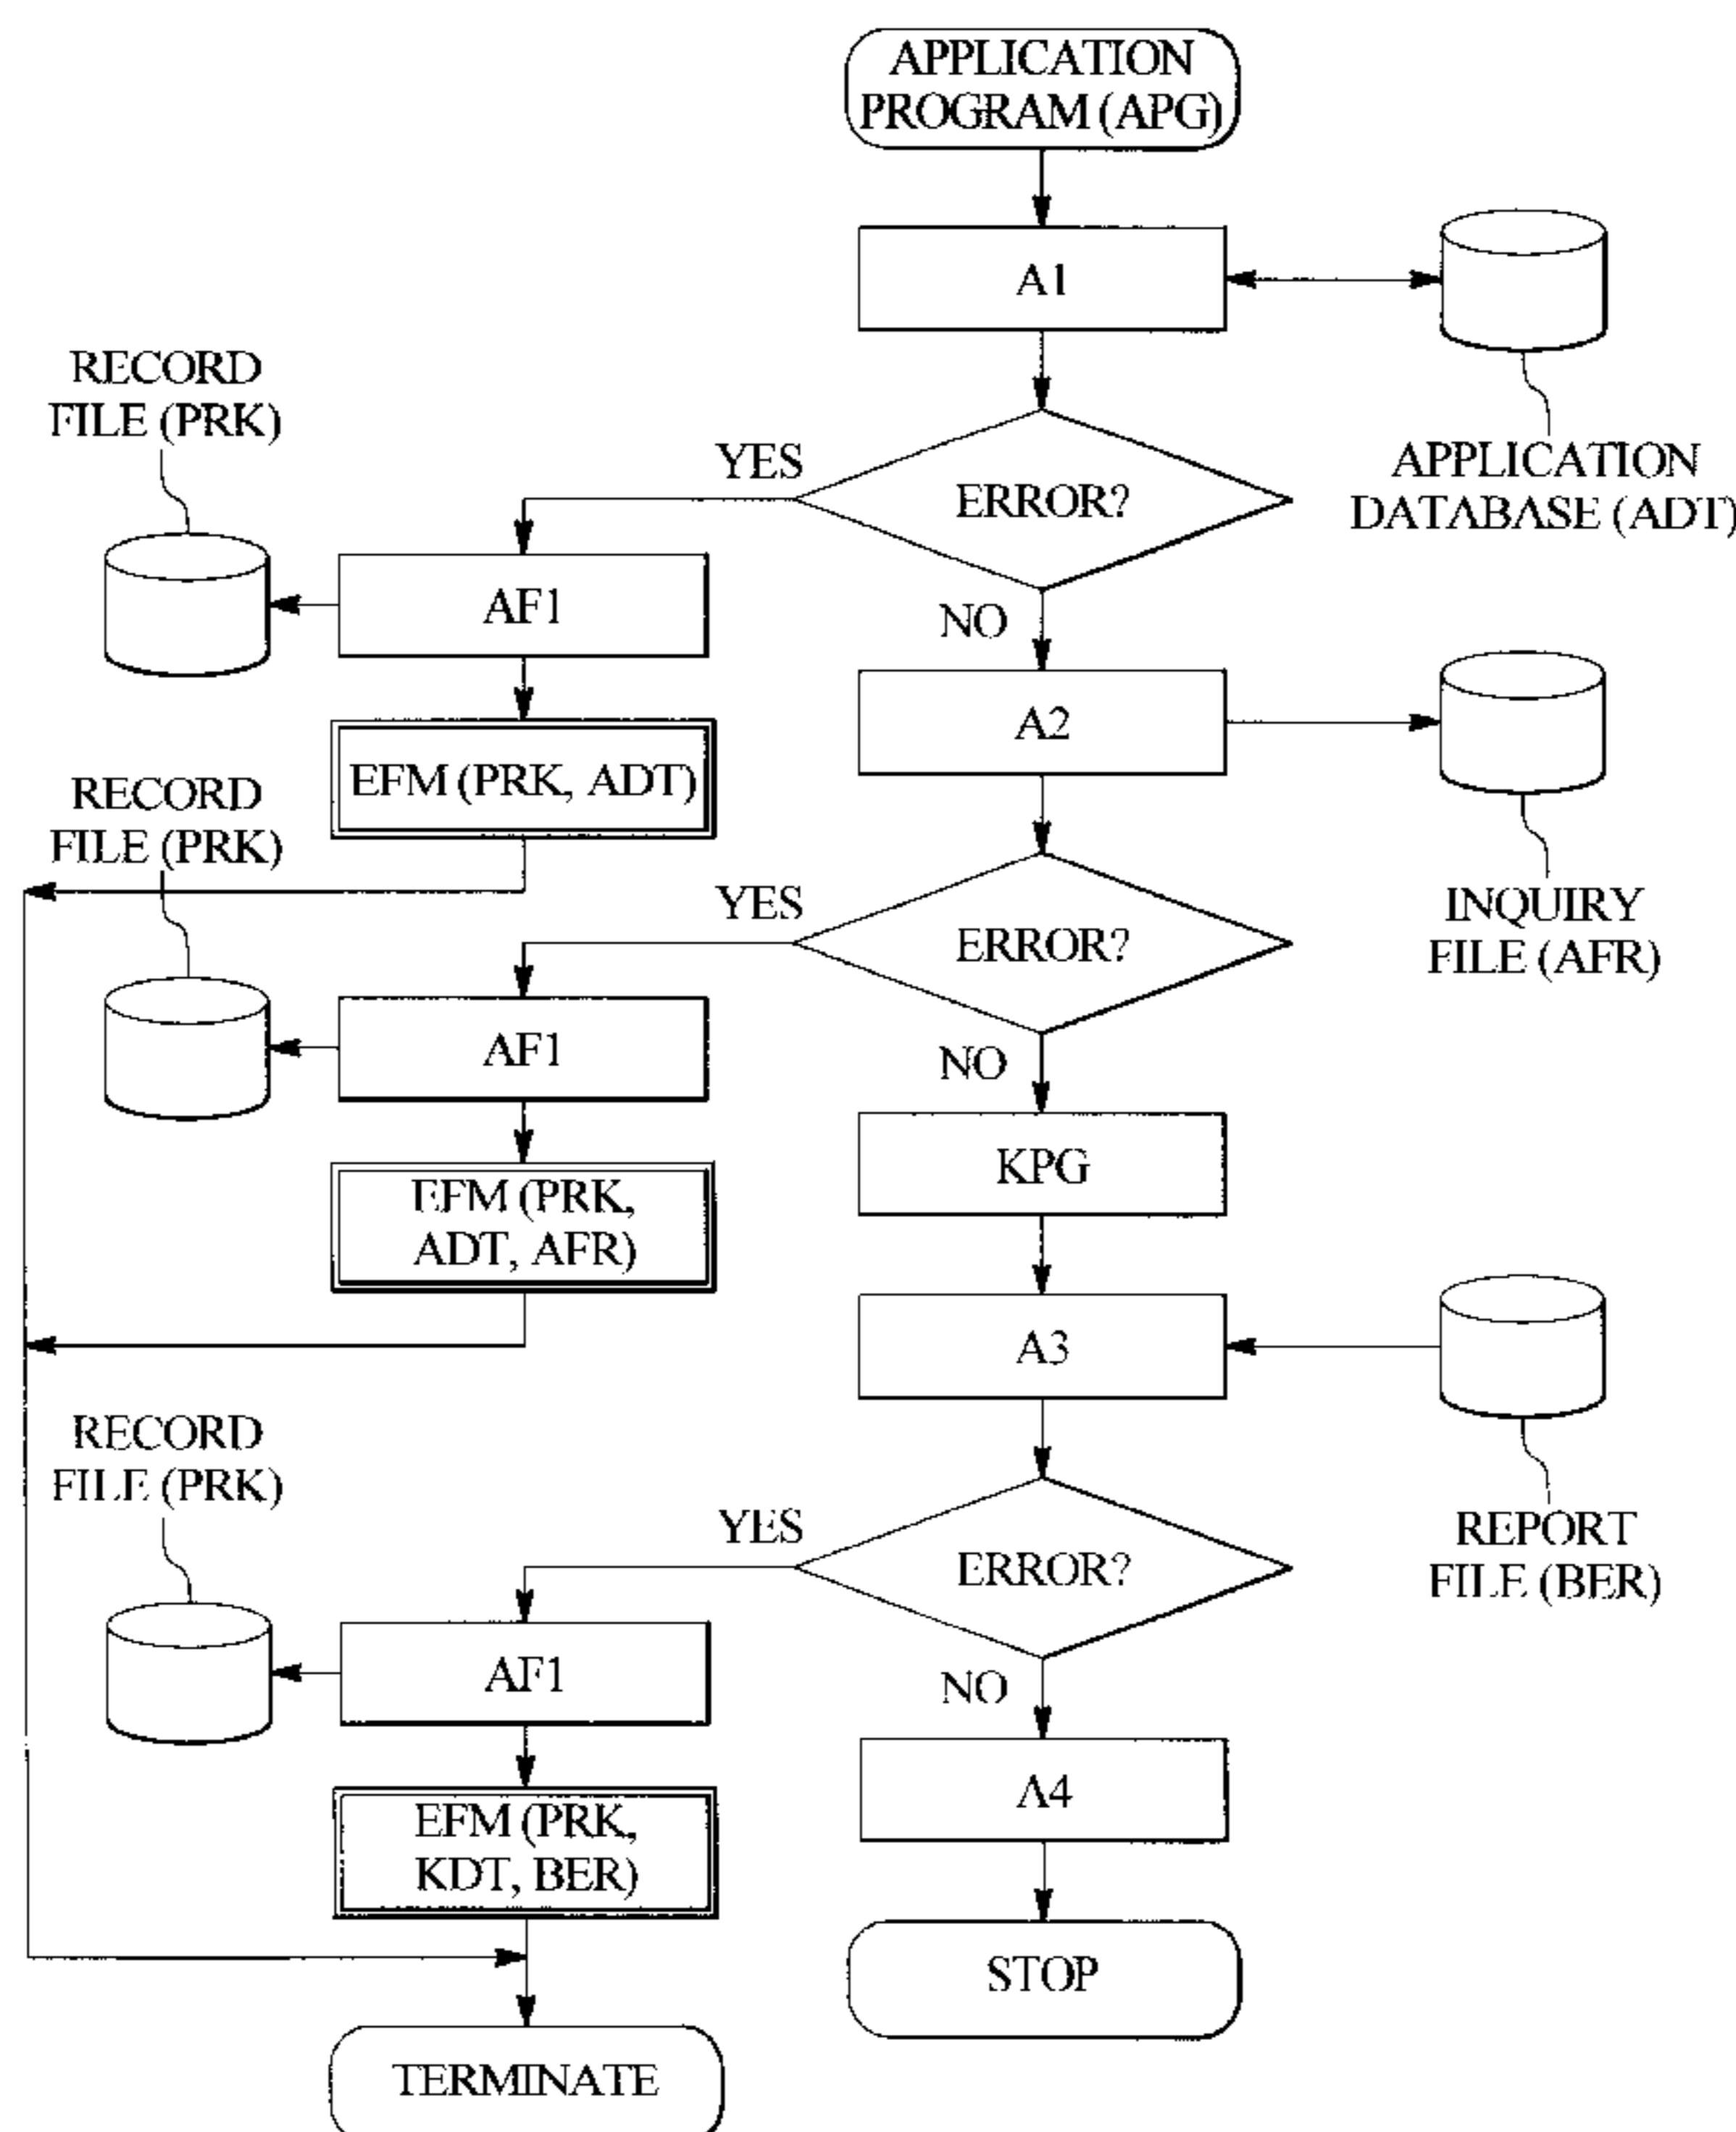 APPLICATION
PROGRAM (APG)
A1
RECORD
FILE (PRK)
YES
ERROR?
APPLICATION
DATABASE (ADT)
AF1
NO
A2
EFM (PRK, ADT)
RECORD
FILE (PRK)
YES
ERROR?
INQUIRY
FILE (AFR)
AF1
NO
KPG
EFM (PRK,
ADT, AFR)
A3
RECORD
FILE (PRK)
YES
ERROR?
REPORT
FILE (BER)
AF1
NO
A4
EFM (PRK,
KDT, BER)
STOP
TERMINATE